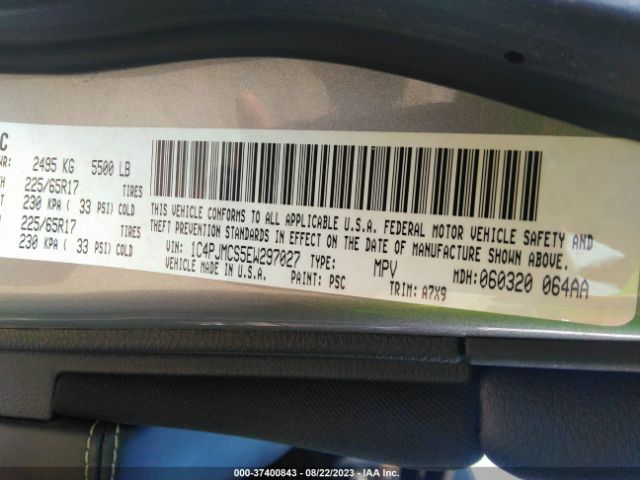 C
WR: 2495 KG 5500 LB
H 225/65R17 TIRES
T 230 KPA ( 33 PSI) COLD
225/65R17 TIRES
230 KPA ( 33 PSI) COLD
THIS VEHICLE CONFORMS TO ALL APPLICABLE U.S.A. FEDERAL MOTOR VEHICLE SAFETY AND
THEFT PREVENTION STANDARDS IN EFFECT ON THE DATE OF MANUFACTURE SHOWN ABOVE.
VIN: 1C4PJMCS5EW297027 TYPE: MPV MDH: 060320 064AA
VEHICLE MADE IN U.S.A. PAINT: PSC TRIM: A7X9
000-37400843 - 08/22/2023 - IAA Inc.